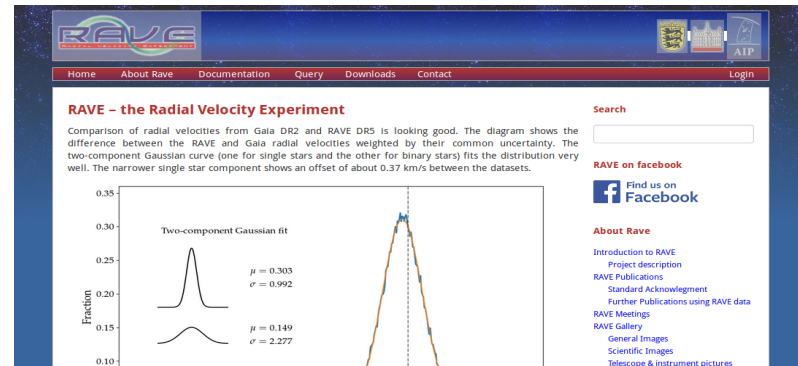 RAVE
RADIAL VELOCITY EXPERIMENT
AIP
Home About Rave Documentation Query Downloads Contact Login
RAVE – the Radial Velocity Experiment
Comparison of radial velocities from Gaia DR2 and RAVE DR5 is looking good. The diagram shows the
difference between the RAVE and Gaia radial velocities weighted by their common uncertainty. The
two-component Gaussian curve (one for single stars and the other for binary stars) fits the distribution very
well. The narrower single star component shows an offset of about 0.37 km/s between the datasets.
0.35
0.30
0.25
0.20
0.15
0.10
Fraction
Two-component Gaussian fit
μ = 0.303
σ = 0.992
μ = 0.149
σ = 2.277
Search
RAVE on facebook
Find us on
Facebook
About Rave
Introduction to RAVE
Project description
RAVE Publications
Standard Acknowlegment
Further Publications using RAVE data
RAVE Meetings
RAVE Gallery
General Images
Scientific Images
Telescope & instrument pictures